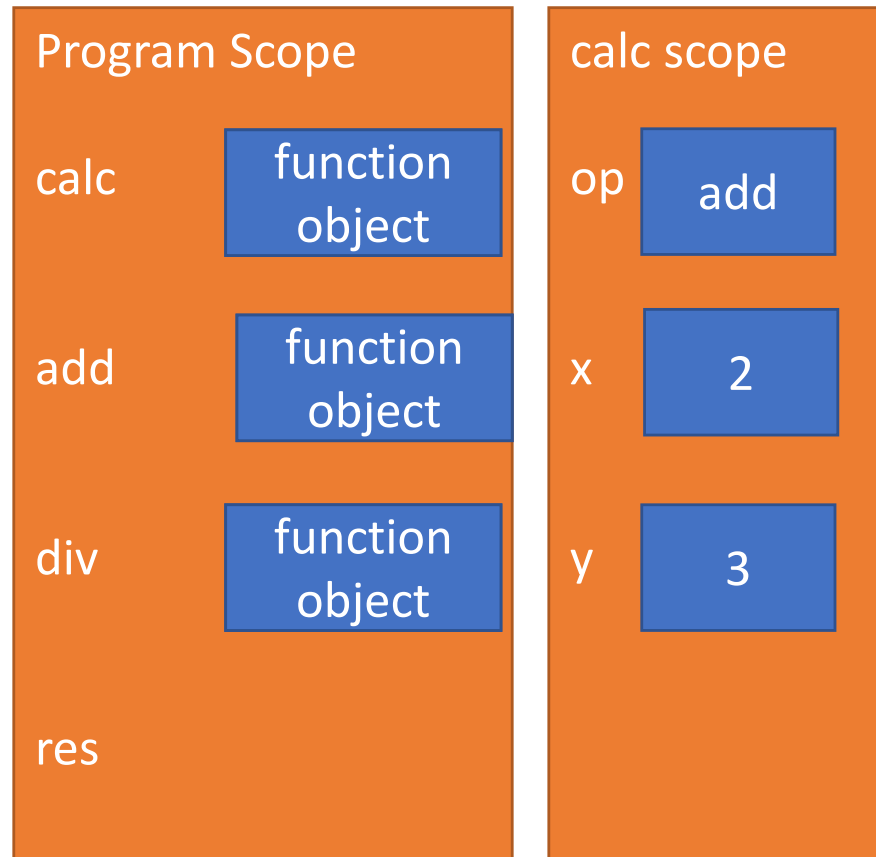 Program Scope
calc
function
object
add
function
object
div
function
object
res
calc scope
op
add
x
2
y
3